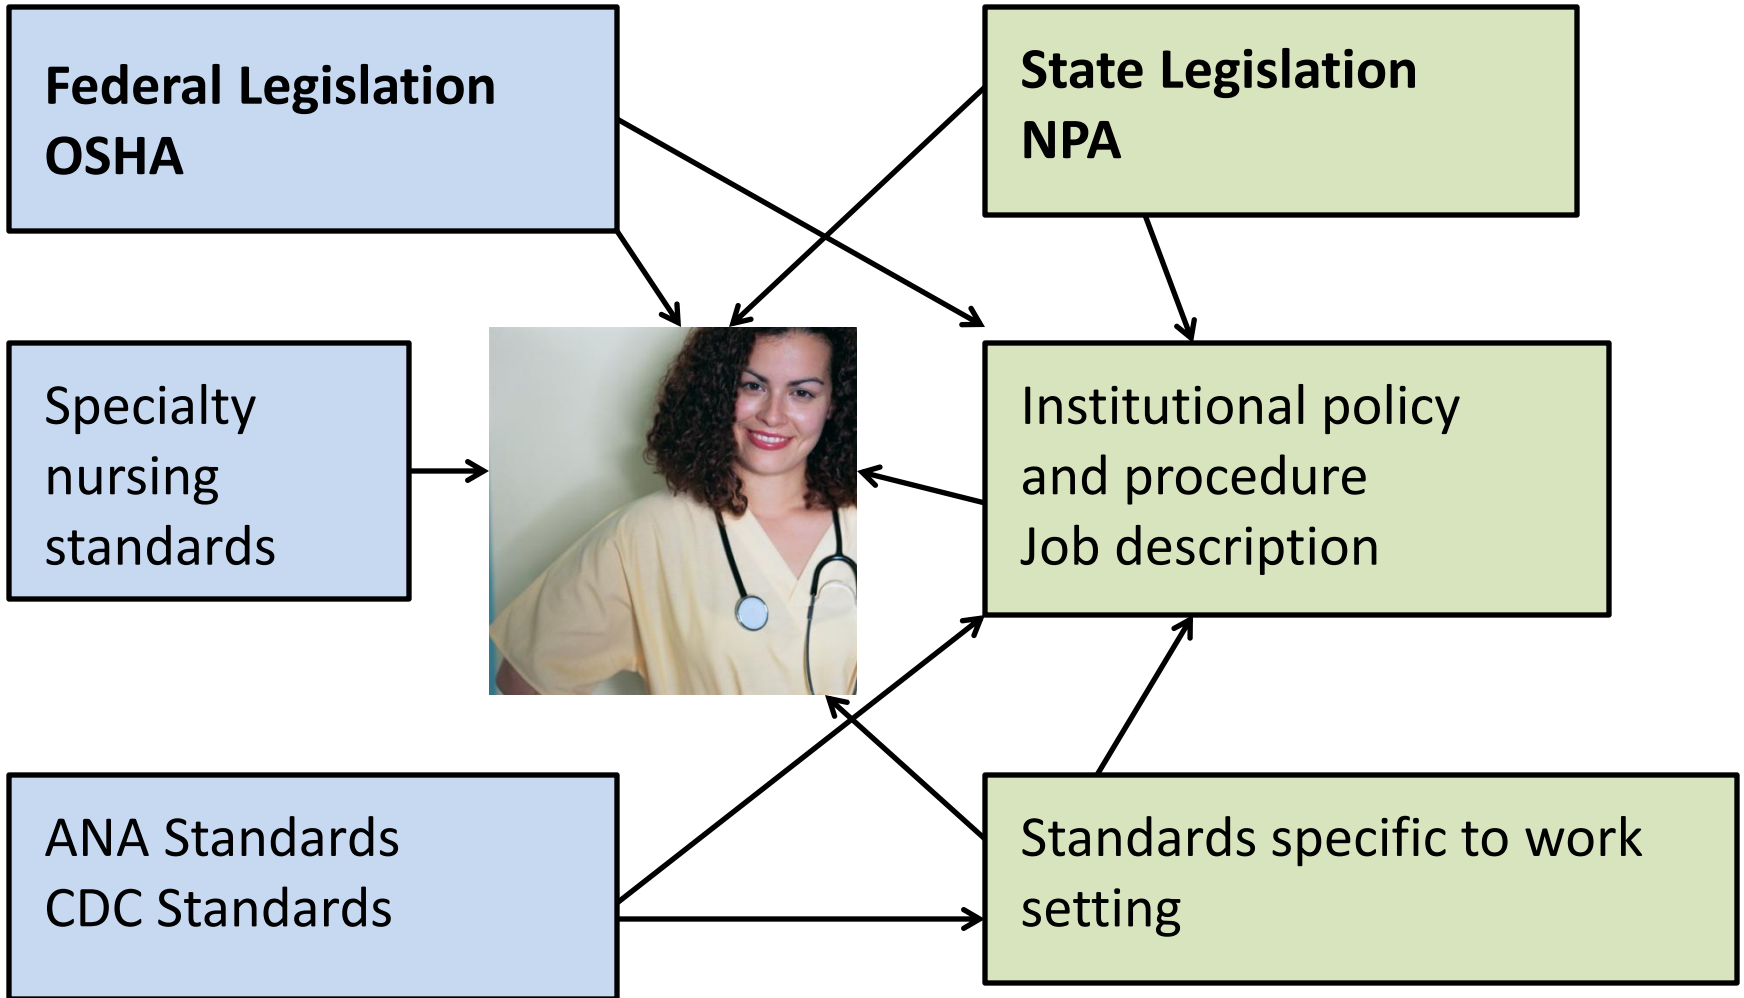 Federal Legislation
OSHA
State Legislation
NPA
Specialty
nursing
standards
Institutional policy
and procedure
Job description
ANA Standards
CDC Standards
Standards specific to work
setting